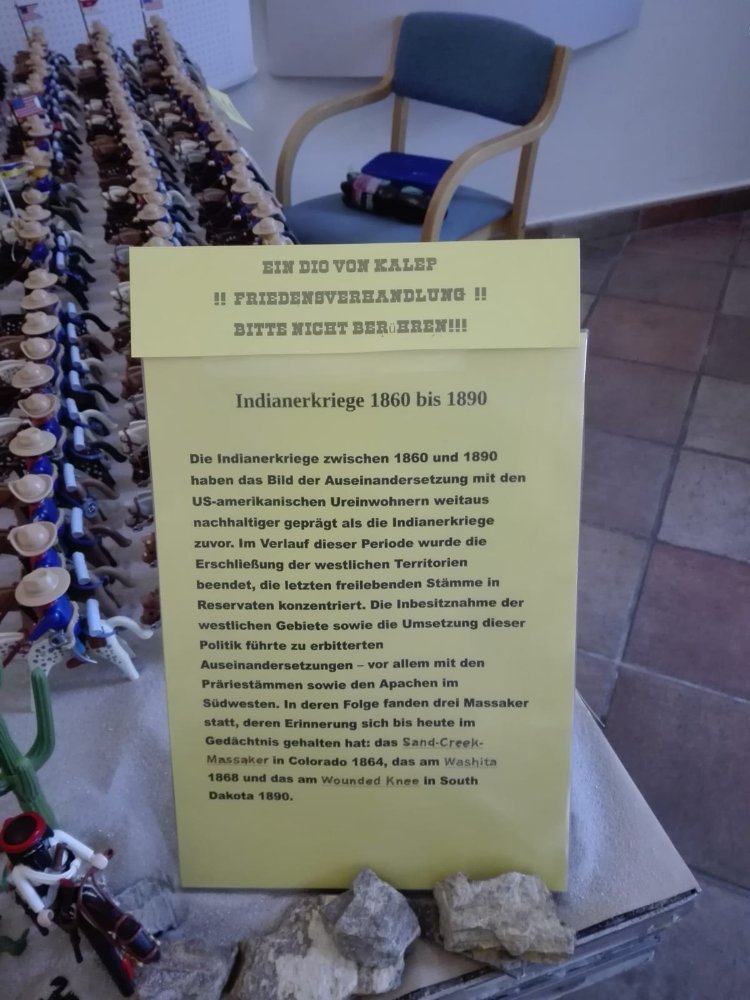 EIN DIO VON KALEP
!! FRIEDENSVERHANDLUNG !!
BITTE NICHT BERüHREN!!!
Indianerkriege 1860 bis 1890
Die Indianerkriege zwischen 1860 und 1890
haben das Bild der Auseinandersetzung mit den
US-amerikanischen Ureinwohnern weitaus
nachhaltiger geprägt als die Indianerkriege
zuvor. Im Verlauf dieser Periode wurde die
Erschließung der westlichen Territorien
beendet, die letzten freilebenden Stämme in
Reservaten konzentriert. Die Inbesitznahme der
westlichen Gebiete sowie die Umsetzung dieser
Politik führte zu erbitterten
Auseinandersetzungen – vor allem mit den
Präriestämmen sowie den Apachen im
Südwesten. In deren Folge fanden drei Massaker
statt, deren Erinnerung sich bis heute im
Gedächtnis gehalten hat: das Sand-Creek-
Massaker in Colorado 1864, das am Washita
1868 und das am Wounded Knee in South
Dakota 1890.